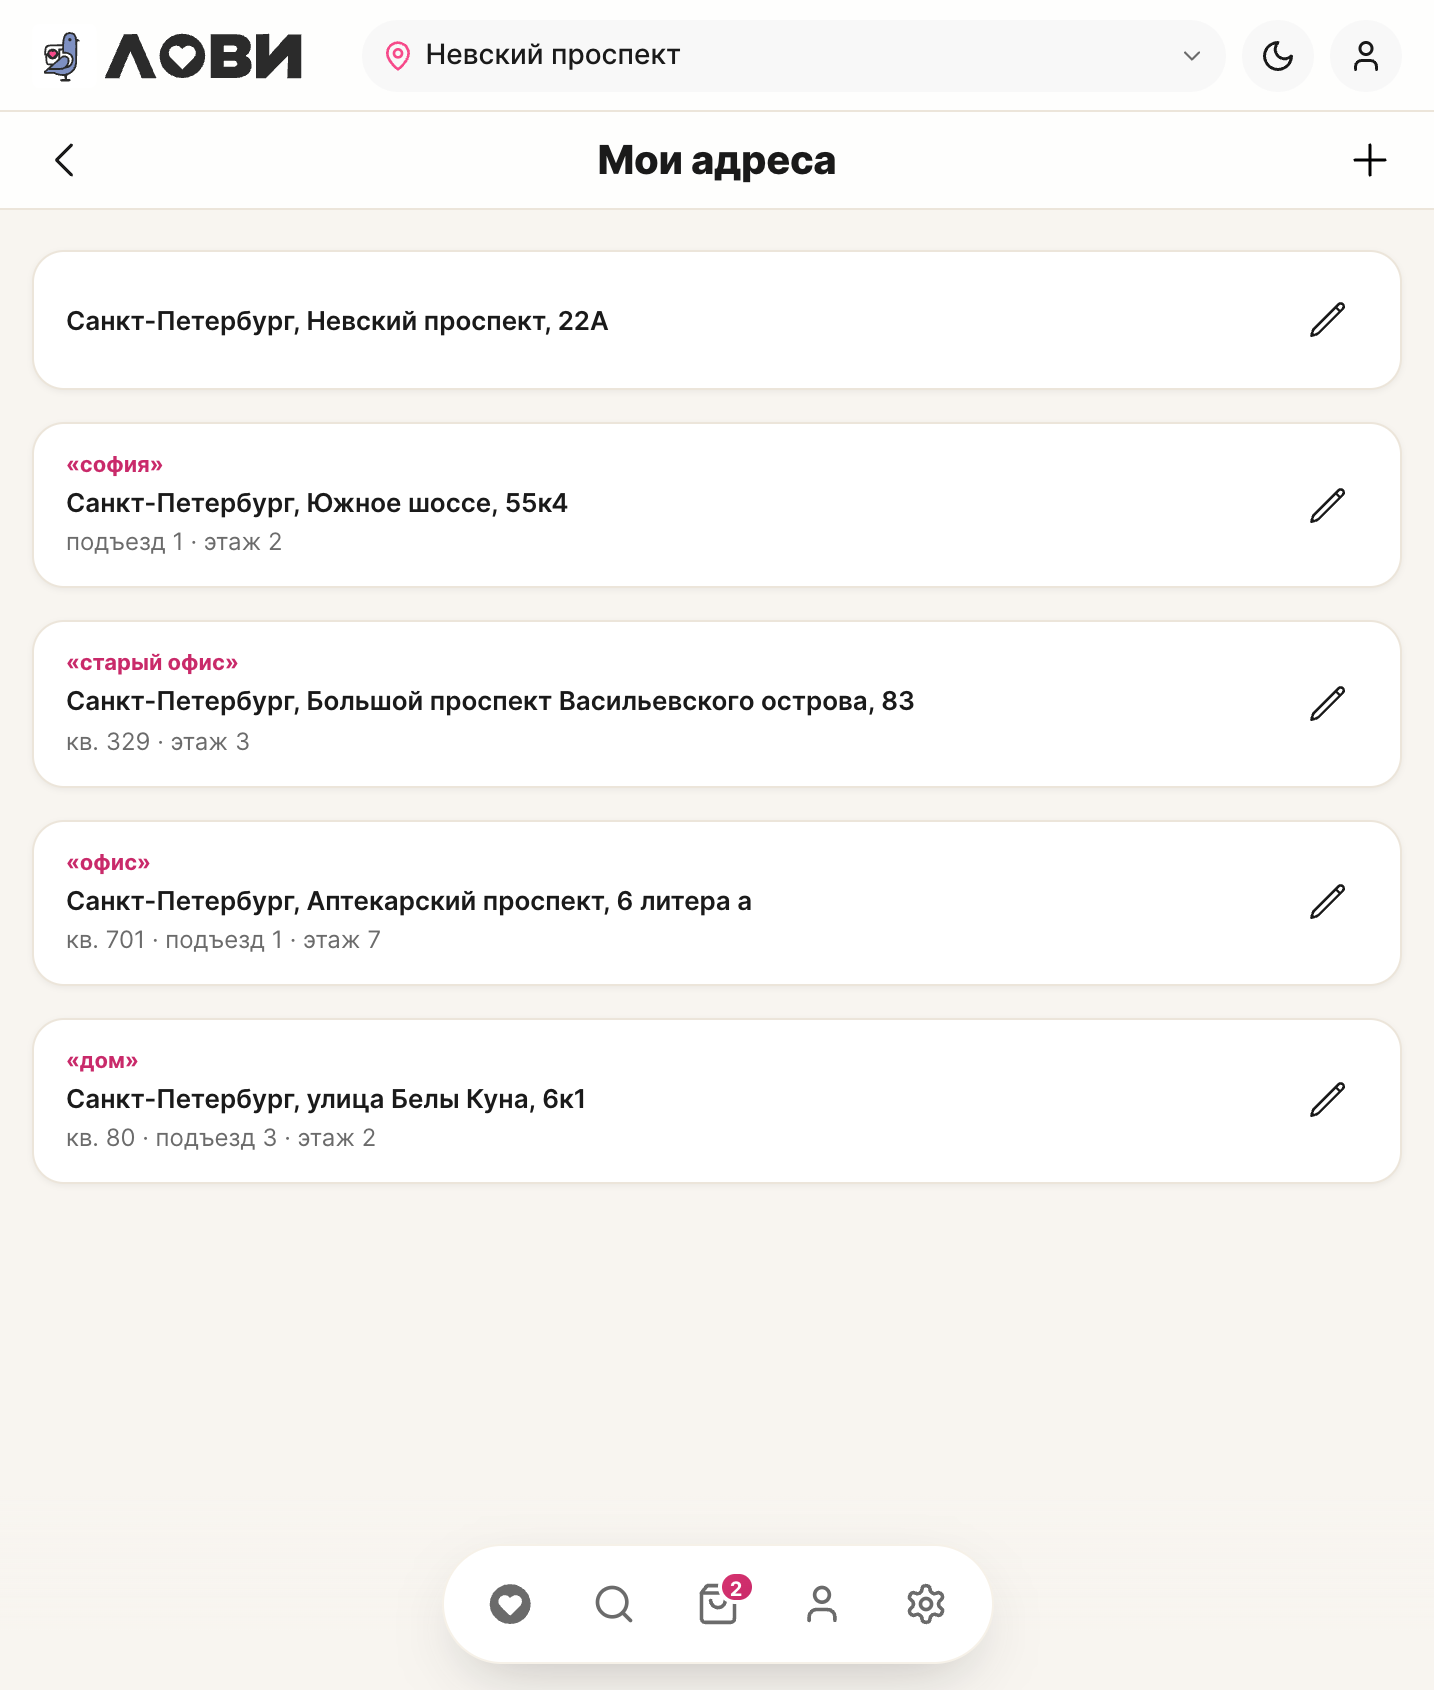 ЛОВИ
Невский проспект
Мои адреса
Санкт-Петербург, Невский проспект, 22А
«софия»
Санкт-Петербург, Южное шоссе, 55к4
подъезд 1 · этаж 2
«старый офис»
Санкт-Петербург, Большой проспект Васильевского острова, 83
кв. 329 · этаж 3
«офис»
Санкт-Петербург, Аптекарский проспект, 6 литера а
кв. 701 · подъезд 1 · этаж 7
«дом»
Санкт-Петербург, улица Белы Куна, 6к1
кв. 80 · подъезд 3 · этаж 2
2